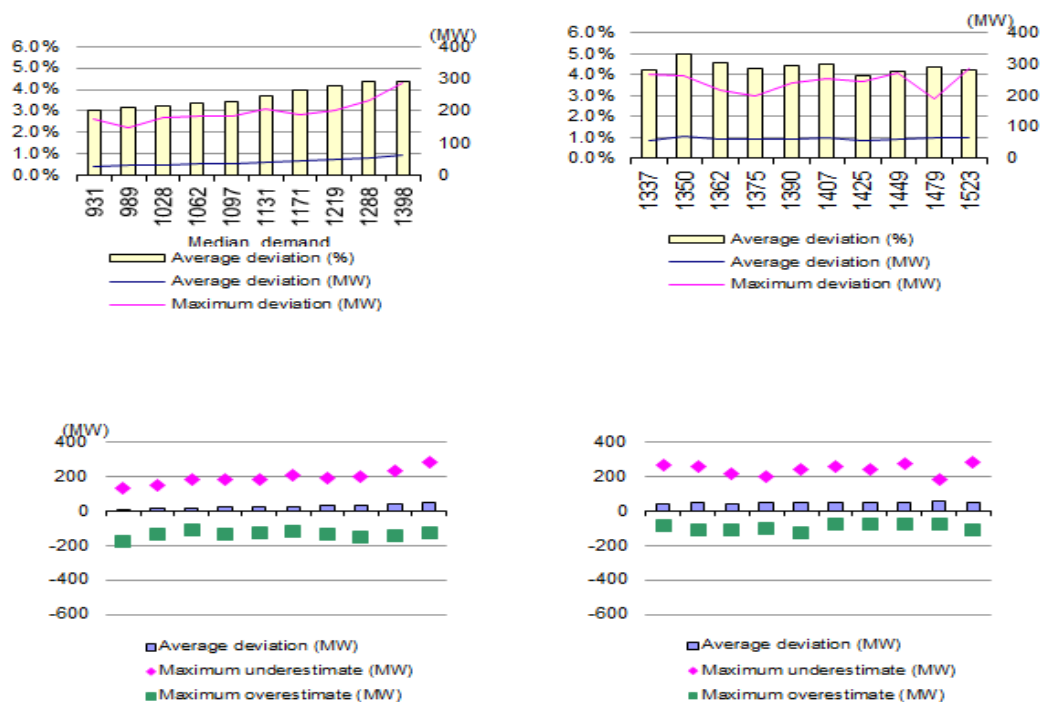 (MW)
6.0% 400
5.0% 300
4.0%
3.0% 200
2.0% 100
1.0%
0.0% 0
931 989 1028 1062 1097 1131 1171 1219 1288 1398
Median demand
Average deviation (%)
Average deviation (MW)
Maximum deviation (MW)
(MW)
6.0% 400
5.0% 300
4.0%
3.0% 200
2.0% 100
1.0%
0.0% 0
1337 1350 1362 1375 1390 1407 1425 1449 1479 1523
Average deviation (%)
Average deviation (MW)
Maximum deviation (MW)
(MW)
400
200
0
-200
-400
-600
Average deviation (MW)
Maximum underestimate (MW)
Maximum overestimate (MW)
400
200
0
-200
-400
-600
Average deviation (MW)
Maximum underestimate (MW)
Maximum overestimate (MW)